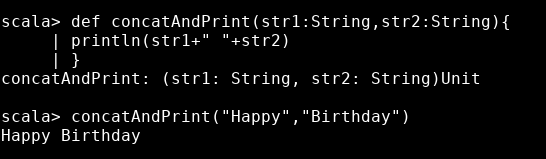 scala> def concatAndPrint(str1:String,str2:String){
     | println(str1+" "+str2)
     | }
concatAndPrint: (str1: String, str2: String)Unit
scala> concatAndPrint("Happy","Birthday")
Happy Birthday